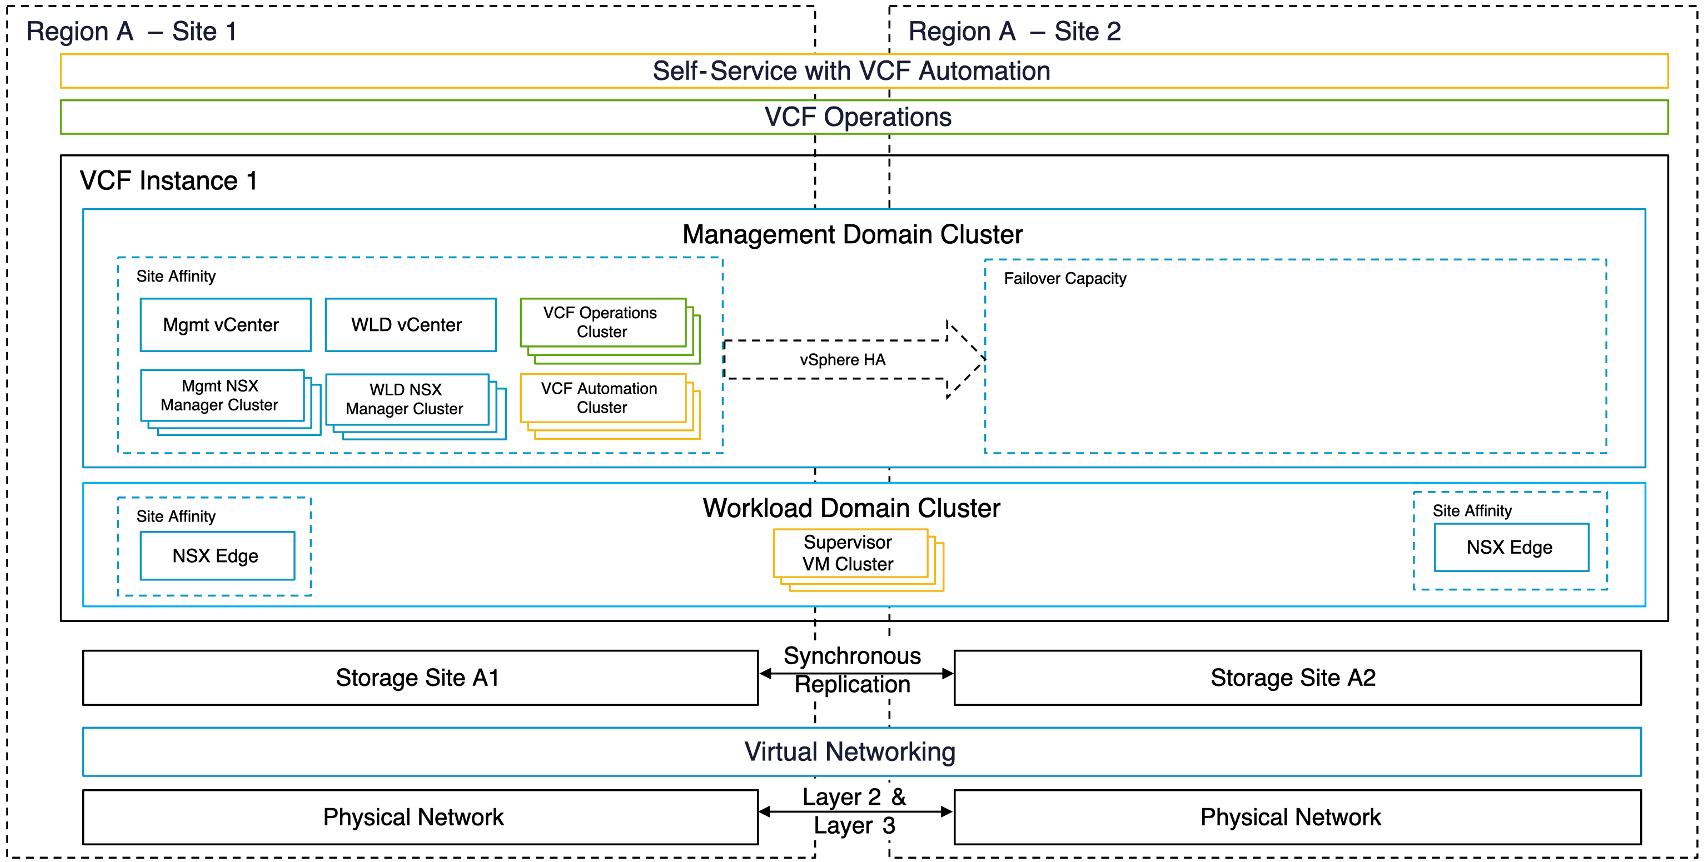 Region A – Site 1
Region A – Site 2
Self-Service with VCF Automation
VCF Operations
VCF Instance 1
Management Domain Cluster
Site Affinity
Mgmt vCenter
WLD vCenter
VCF Operations
Cluster
Mgmt NSX
Manager Cluster
WLD NSX
Manager Cluster
VCF Automation
Cluster
vSphere HA
Failover Capacity
Workload Domain Cluster
Site Affinity
NSX Edge
Supervisor
VM Cluster
Site Affinity
NSX Edge
Storage Site A1
Synchronous
Replication
Storage Site A2
Virtual Networking
Physical Network
Layer 2 &
Layer 3
Physical Network